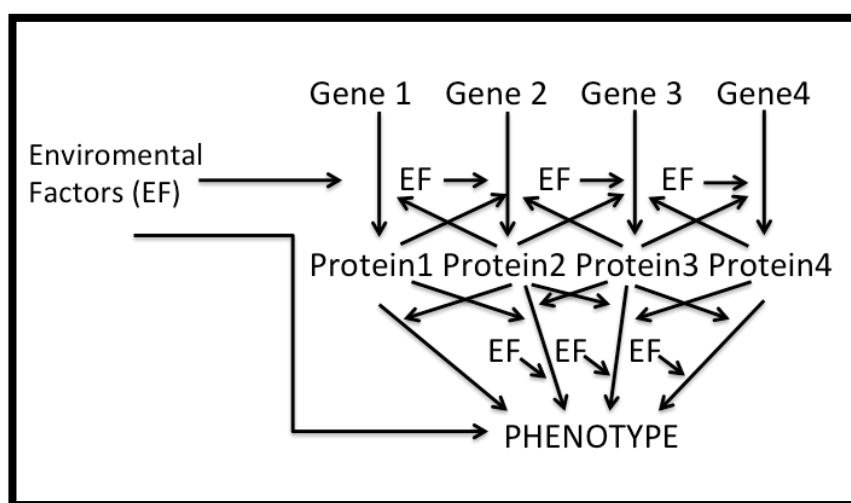 Gene 1 Gene 2 Gene 3 Gene4
Enviromental
Factors (EF)
EF EF EF
Protein1 Protein2 Protein3 Protein4
EF EF EF
PHENOTYPE